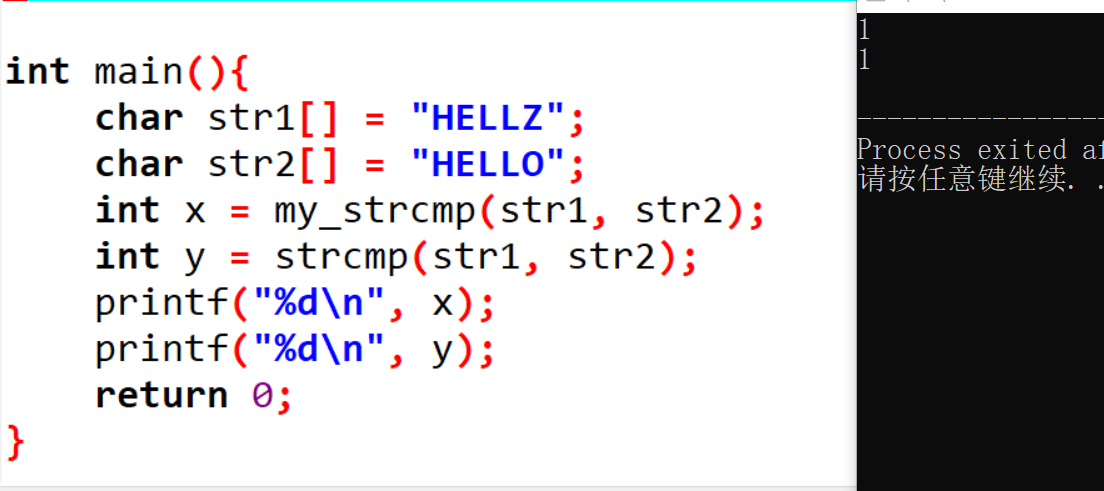 int main(){
    char str1[] = "HELLZ";
    char str2[] = "HELLO";
    int x = my_strcmp(str1, str2);
    int y = strcmp(str1, str2);
    printf("%d\n", x);
    printf("%d\n", y);
    return 0;
}
1
1
--------------------------------
Process exited
请按任意键继续. .